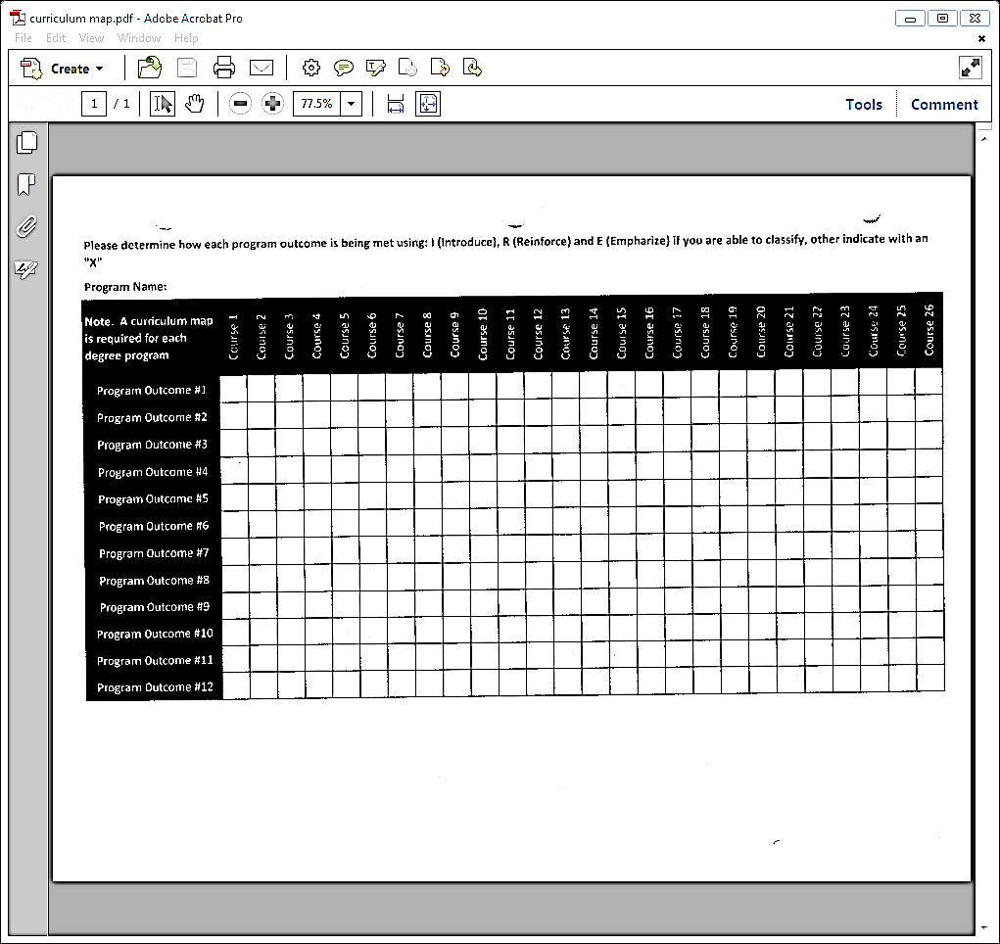 curriculum map.pdf - Adobe Acrobat Pro
File Edit View Window Help
Create
1 / 1 77.5% Tools Comment
Please determine how each program outcome is being met using: I (Introduce), R (Reinforce) and E (Empharize) if you are able to classify, other indicate with an
"X"
Program Name:
Note. A curriculum map
is required for each
degree program
Course 1
Course 2
Course 3
Course 4
Course 5
Course 6
Course 7
Course 8
Course 9
Course 10
Course 11
Course 12
Course 13
Course 14
Course 15
Course 16
Course 17
Course 18
Course 19
Course 20
Course 21
Course 22
Course 23
Course 24
Course 25
Course 26
Program Outcome #1
Program Outcome #2
Program Outcome #3
Program Outcome #4
Program Outcome #5
Program Outcome #6
Program Outcome #7
Program Outcome #8
Program Outcome #9
Program Outcome #10
Program Outcome #11
Program Outcome #12